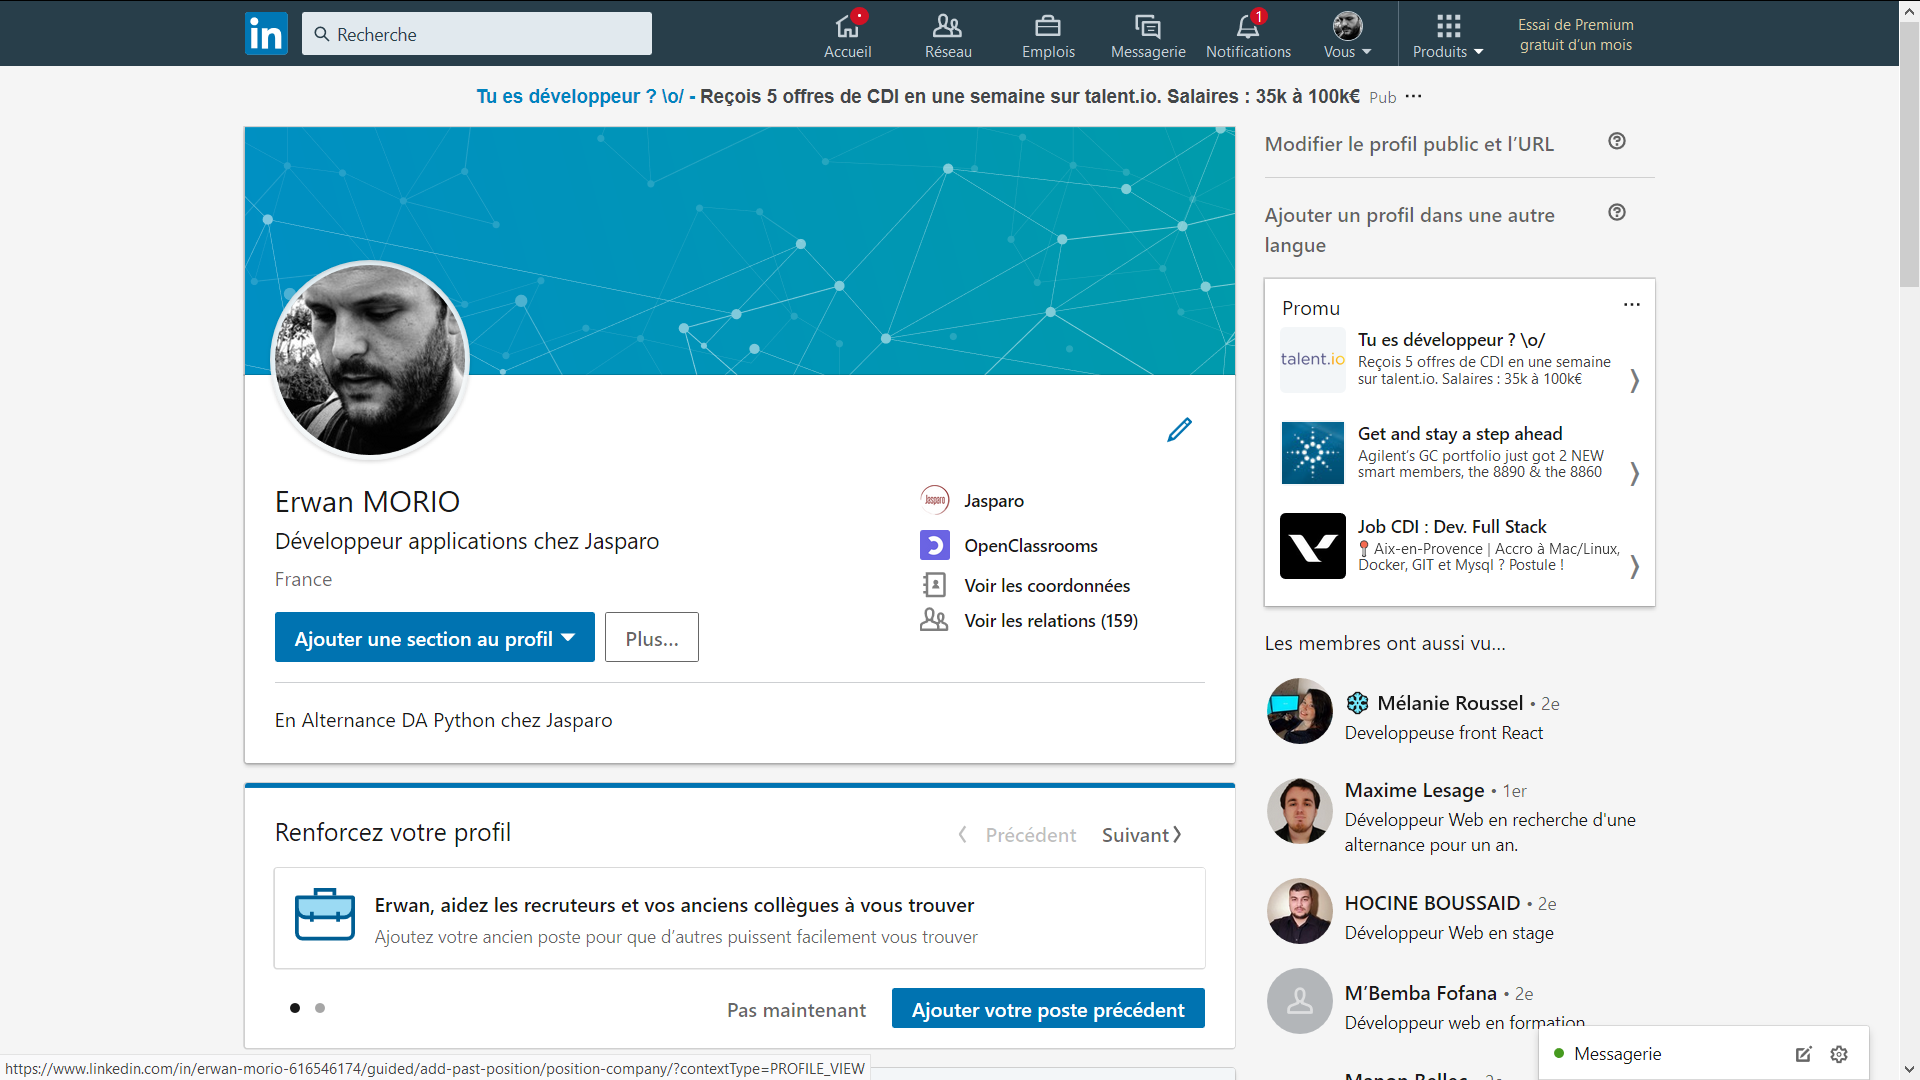 in
Recherche
Accueil
Réseau
Emplois
Messagerie
1
Notifications
Vous
Produits
Essai de Premium
gratuit d'un mois
Tu es développeur ? \o/ - Reçois 5 offres de CDI en une semaine sur talent.io. Salaires : 35k à 100k€ Pub ...
Erwan MORIO
Développeur applications chez Jasparo
France
Ajouter une section au profil
Plus...
Jasparo
Jasparo
OpenClassrooms
Voir les coordonnées
Voir les relations (159)
En Alternance DA Python chez Jasparo
Renforcez votre profil
Précédent
Suivant
Erwan, aidez les recruteurs et vos anciens collègues à vous trouver
Ajoutez votre ancien poste pour que d'autres puissent facilement vous trouver
Pas maintenant
Ajouter votre poste précédent
https://www.linkedin.com/in/erwan-morio-616546174/guided/add-past-position/position-company/?contextType=PROFILE_VIEW
Modifier le profil public et l'URL
Ajouter un profil dans une autre
langue
Promu
talent.io
Tu es développeur ? \o/
Reçois 5 offres de CDI en une semaine
sur talent.io. Salaires : 35k à 100k€
Get and stay a step ahead
Agilent's GC portfolio just got 2 NEW
smart members, the 8890 & the 8860
Job CDI : Dev. Full Stack
Aix-en-Provence | Accro à Mac/Linux,
Docker, GIT et Mysql ? Postule !
Les membres ont aussi vu...
Mélanie Roussel • 2e
Developpeuse front React
Maxime Lesage • 1er
Développeur Web en recherche d'une
alternance pour un an.
HOCINE BOUSSAID • 2e
Développeur Web en stage
M'Bemba Fofana • 2e
Développeur web en formation
Manon Bellec • 2e
Messagerie